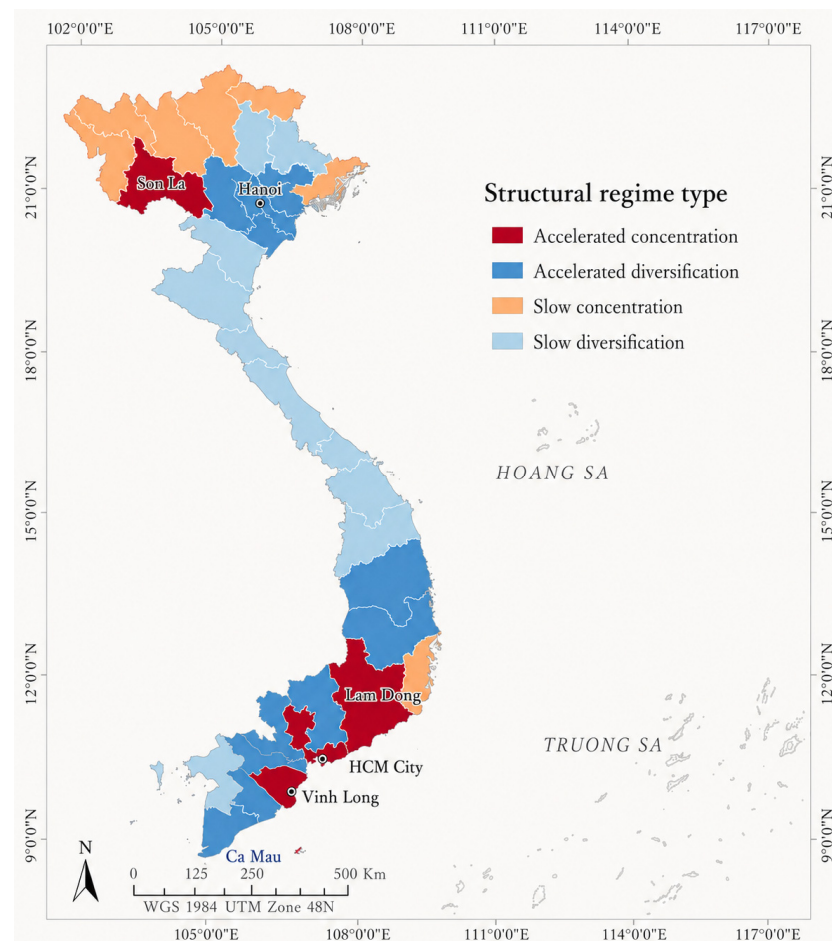 102°0'0"E 105°0'0"E 108°0'0"E 111°0'0"E 114°0'0"E 117°0'0"E
21°0'0"N
21°0'0"N
Son La
Hanoi
Structural regime type
Accelerated concentration
Accelerated diversification
Slow concentration
Slow diversification
18°0'0"N
18°0'0"N
HOANG SA
15°0'0"N
15°0'0"N
12°0'0"N
12°0'0"N
Lam Dong
TRUONG SA
HCM City
Vinh Long
9°0'0"N
9°0'0"N
N
Ca Mau
0 125 250 500 Km
WGS 1984 UTM Zone 48N
105°0'0"E 108°0'0"E 111°0'0"E 114°0'0"E 117°0'0"E